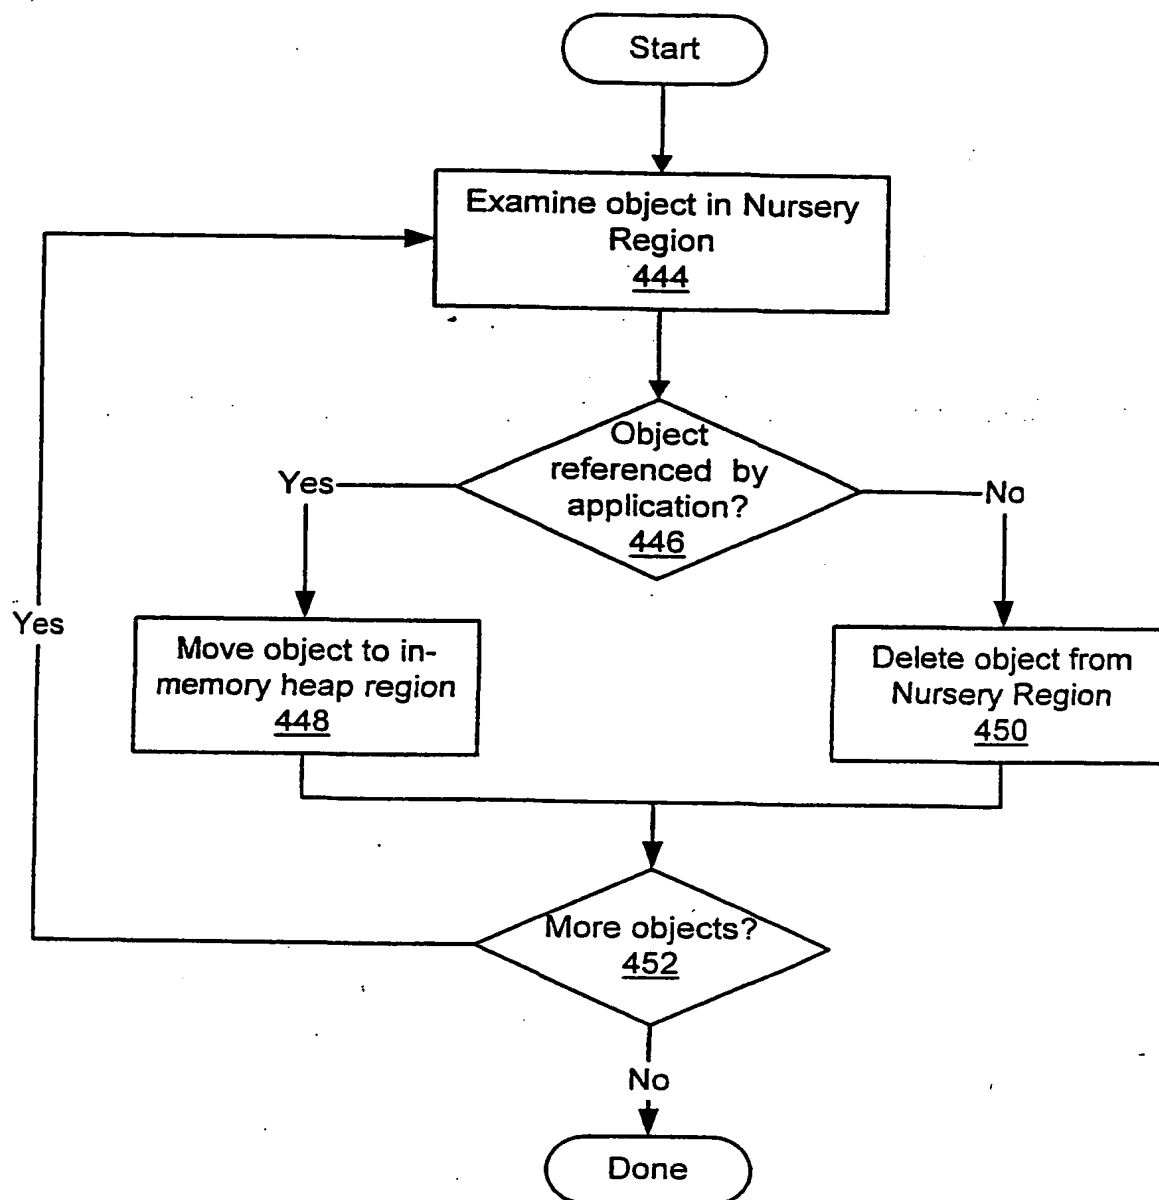 Start
Examine object in Nursery
Region
444
Object
referenced by
application?
446
Yes
No
Yes
Move object to in-
memory heap region
448
Delete object from
Nursery Region
450
More objects?
452
No
Done